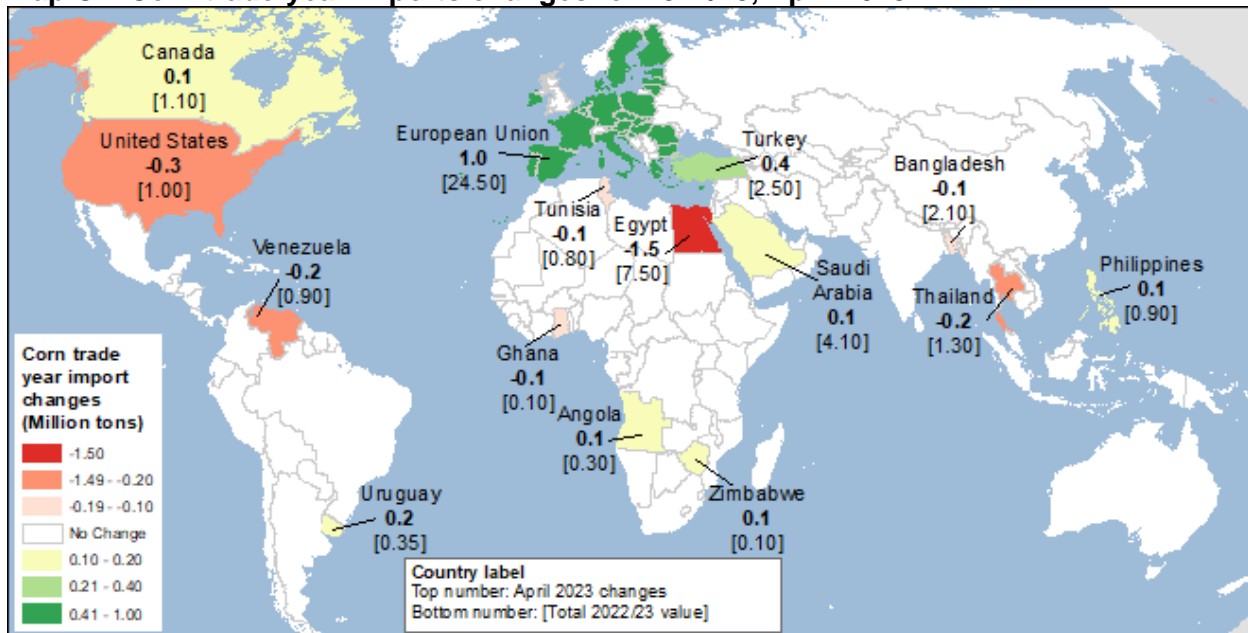 Canada
0.1
[1.10]
United States
-0.3
[1.00]
European Union
1.0
[24.50]
Turkey
0.4
[2.50]
Bangladesh
-0.1
[2.10]
Tunisia
-0.1
[0.80]
Egypt
-1.5
[7.50]
Venezuela
-0.2
[0.90]
Saudi
Arabia
0.1
[4.10]
Thailand
-0.2
[1.30]
Philippines
0.1
[0.90]
Ghana
-0.1
[0.10]
Angola
0.1
[0.30]
Zimbabwe
0.1
[0.10]
Uruguay
0.2
[0.35]
Corn trade
year import
changes
(Million tons)
-1.50
-1.49 - -0.20
-0.19 - -0.10
No Change
0.10 - 0.20
0.21 - 0.40
0.41 - 1.00
Country label
Top number: April 2023 changes
Bottom number: [Total 2022/23 value]